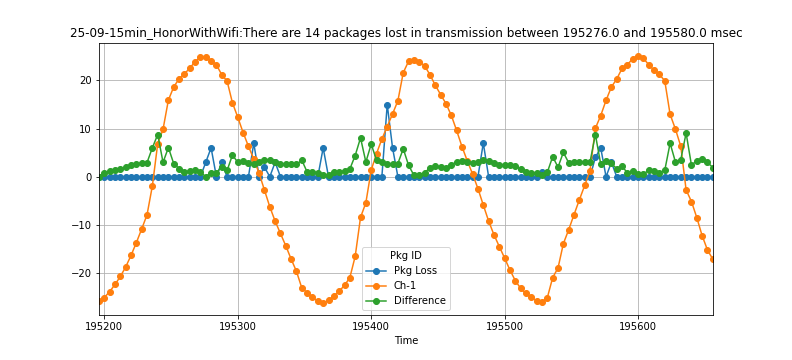 25-09-15min_HonorWithWifi:There are 14 packages lost in transmission between 195276.0 and 195580.0 msec
20
10
0
−10
−20
195200 195300 195400 195500 195600
Time
Pkg ID
Pkg Loss
Ch-1
Difference